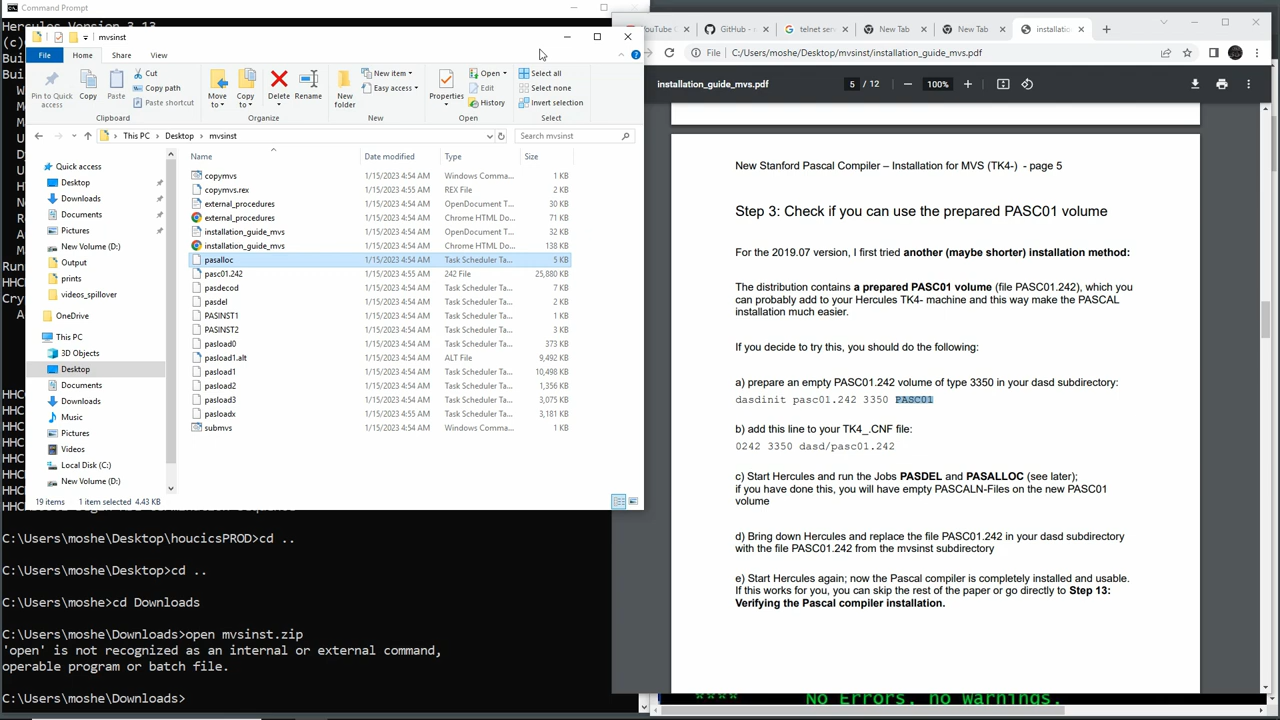 Command Prompt
Hercules Version 3.13
mvsinst
File Home Share View
Pin to Quick access
Copy
Paste
Cut
Copy path
Paste shortcut
Move to
Copy to
Delete
Rename
New folder
New item
Easy access
Properties
Open
Edit
History
Select all
Select none
Invert selection
Clipboard Organize New Open Select
This PC Desktop mvsinst
Search mvsinst
Quick access
Desktop
Downloads
Documents
Pictures
New Volume (D:)
Output
prints
videos_spillover
OneDrive
This PC
3D Objects
Desktop
Documents
Downloads
Music
Pictures
Videos
Local Disk (C:)
New Volume (D:)
Name Date modified Type Size
copymvs 1/15/2023 4:54 AM Windows Comma... 1 KB
copymvs.rex 1/15/2023 4:55 AM REX File 2 KB
external_procedures 1/15/2023 4:54 AM OpenDocument T... 30 KB
external_procedures 1/15/2023 4:54 AM Chrome HTML Do... 71 KB
installation_guide_mvs 1/15/2023 4:54 AM OpenDocument T... 32 KB
installation_guide_mvs 1/15/2023 4:54 AM Chrome HTML Do... 138 KB
pasalloc 1/15/2023 4:54 AM Task Scheduler Ta... 5 KB
pasc01.242 1/15/2023 4:55 AM 242 File 25,880 KB
pasdecod 1/15/2023 4:54 AM Task Scheduler Ta... 7 KB
pasdel 1/15/2023 4:54 AM Task Scheduler Ta... 2 KB
PASINST1 1/15/2023 4:54 AM Task Scheduler Ta... 1 KB
PASINST2 1/15/2023 4:54 AM Task Scheduler Ta... 3 KB
pasload0 1/15/2023 4:54 AM Task Scheduler Ta... 373 KB
pasload1.alt 1/15/2023 4:54 AM ALT File 9,492 KB
pasload1 1/15/2023 4:54 AM Task Scheduler Ta... 10,498 KB
pasload2 1/15/2023 4:54 AM Task Scheduler Ta... 1,356 KB
pasload3 1/15/2023 4:54 AM Task Scheduler Ta... 3,075 KB
pasloadx 1/15/2023 4:54 AM Task Scheduler Ta... 3,181 KB
submvs 1/15/2023 4:54 AM Windows Comma... 1 KB
19 items 1 item selected 4.43 KB
C:\Users\moshe\Desktop\houcicsPROD>cd ..
C:\Users\moshe\Desktop>cd ..
C:\Users\moshe>cd Downloads
C:\Users\moshe\Downloads>open mvsinst.zip
'open' is not recognized as an internal or external command,
operable program or batch file.
C:\Users\moshe\Downloads>
YouTube GitHub - telnet serv New Tab New Tab installation
File C:/Users/moshe/Desktop/mvsinst/installation_guide_mvs.pdf
installation_guide_mvs.pdf 5 / 12 100%
New Stanford Pascal Compiler – Installation for MVS (TK4-) - page 5
Step 3: Check if you can use the prepared PASC01 volume
For the 2019.07 version, I first tried another (maybe shorter) installation method:
The distribution contains a prepared PASC01 volume (file PASC01.242), which you
can probably add to your Hercules TK4- machine and this way make the PASCAL
installation much easier.
If you decide to try this, you should do the following:
a) prepare an empty PASC01.242 volume of type 3350 in your dasd subdirectory:
dasdinit pasc01.242 3350 PASC01
b) add this line to your TK4_.CNF file:
0242 3350 dasd/pasc01.242
c) Start Hercules and run the Jobs PASDEL and PASALLOC (see later);
if you have done this, you will have empty PASCALN-Files on the new PASC01
volume
d) Bring down Hercules and replace the file PASC01.242 in your dasd subdirectory
with the file PASC01.242 from the mvsinst subdirectory
e) Start Hercules again; now the Pascal compiler is completely installed and usable.
If this works for you, you can skip the rest of the paper or go directly to Step 13:
Verifying the Pascal compiler installation.
**** No Errors, no warnings.